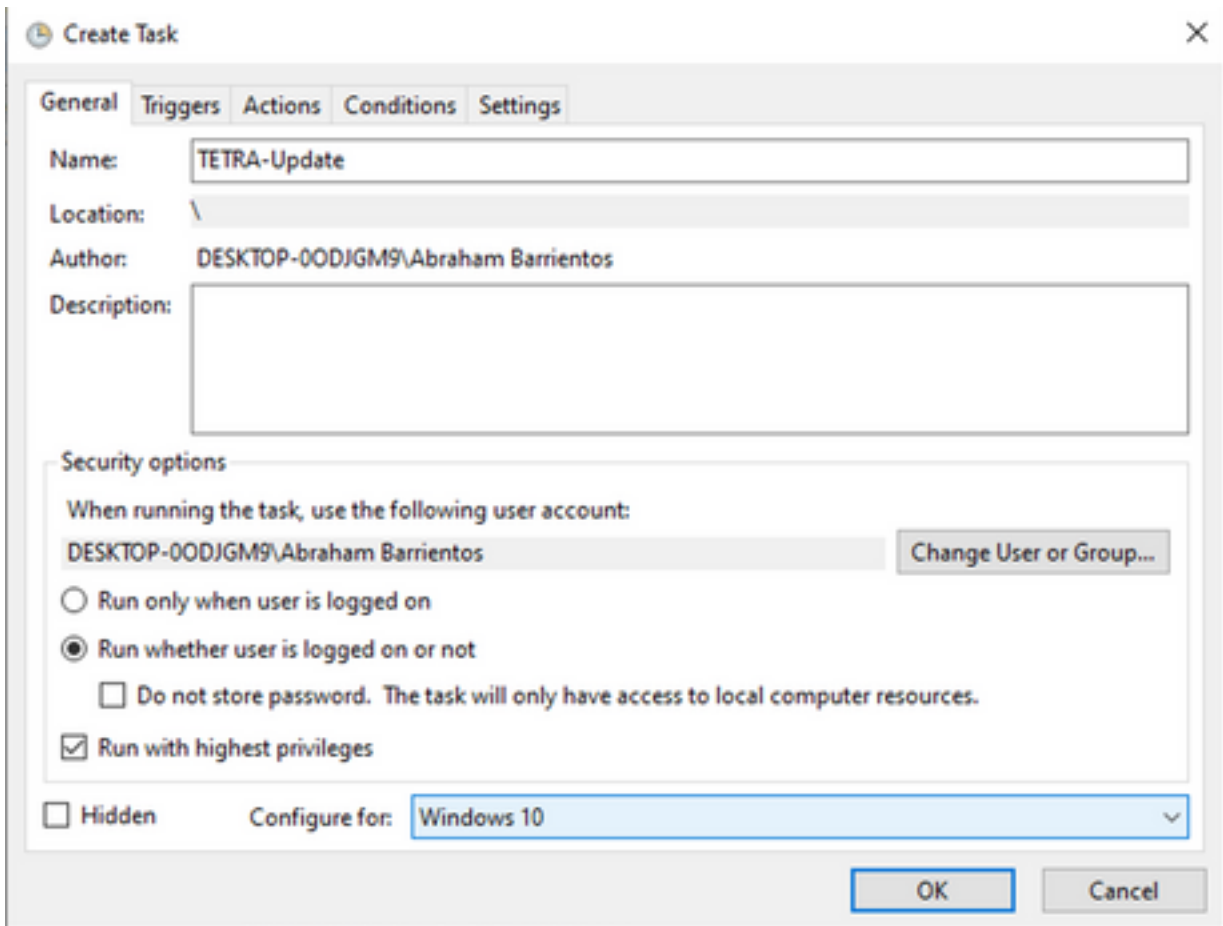 Create Task
General Triggers Actions Conditions Settings
Name: TETRA-Update
Location: \
Author: DESKTOP-0ODJGM9\Abraham Barrientos
Description:
Security options
When running the task, use the following user account:
DESKTOP-0ODJGM9\Abraham Barrientos Change User or Group...
Run only when user is logged on
Run whether user is logged on or not
Do not store password. The task will only have access to local computer resources.
Run with highest privileges
Hidden Configure for: Windows 10
OK Cancel